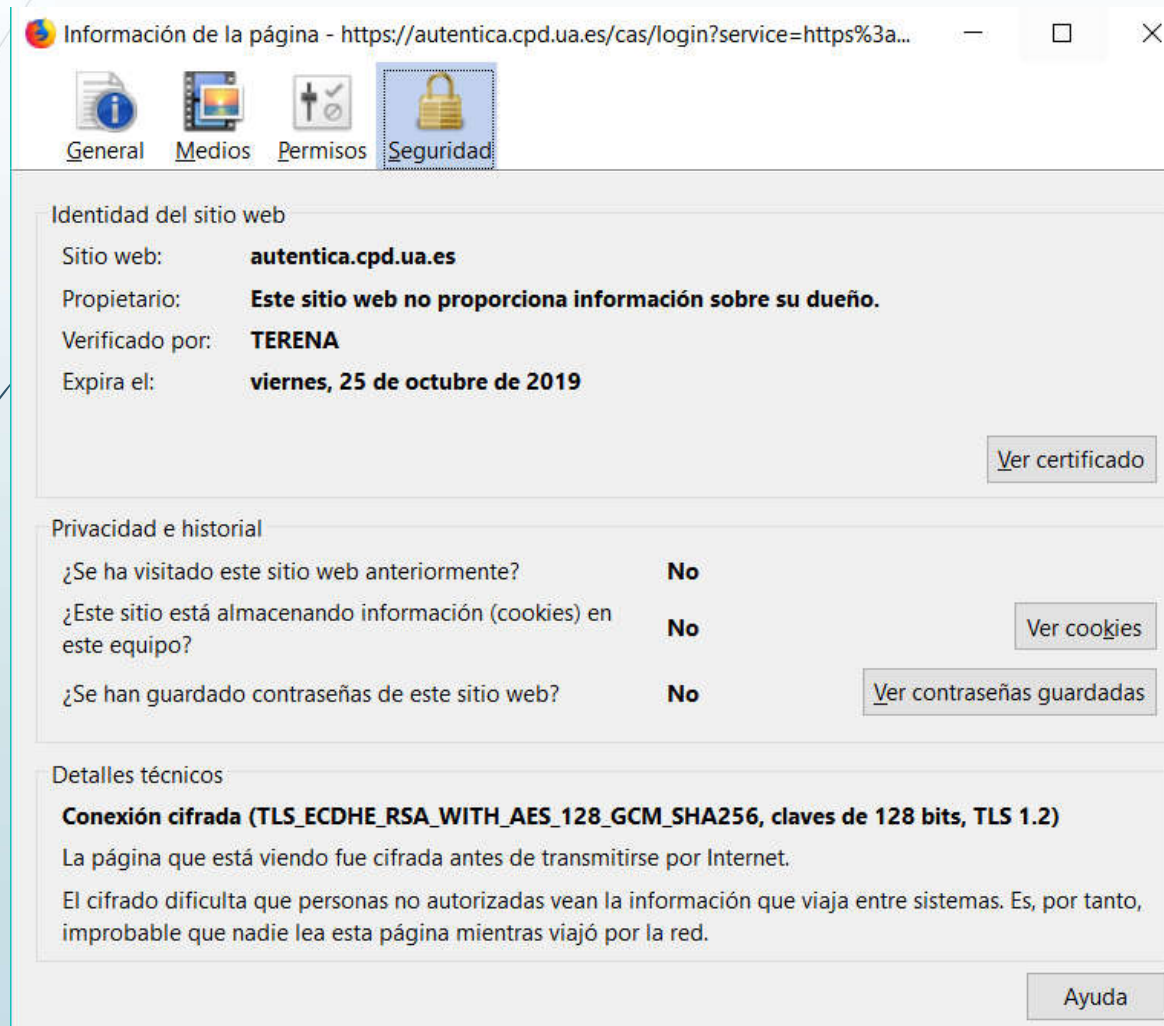 Información de la página - https://autentica.cpd.ua.es/cas/login?service=https%3a...
General Medios Permisos Seguridad
Identidad del sitio web
Sitio web: autentica.cpd.ua.es
Propietario: Este sitio web no proporciona información sobre su dueño.
Verificado por: TERENA
Expira el: viernes, 25 de octubre de 2019
Ver certificado
Privacidad e historial
¿Se ha visitado este sitio web anteriormente? No
¿Este sitio está almacenando información (cookies) en
este equipo? No Ver cookies
¿Se han guardado contraseñas de este sitio web? No Ver contraseñas guardadas
Detalles técnicos
Conexión cifrada (TLS_ECDHE_RSA_WITH_AES_128_GCM_SHA256, claves de 128 bits, TLS 1.2)
La página que está viendo fue cifrada antes de transmitirse por Internet.
El cifrado dificulta que personas no autorizadas vean la información que viaja entre sistemas. Es, por tanto,
improbable que nadie lea esta página mientras viajó por la red.
Ayuda